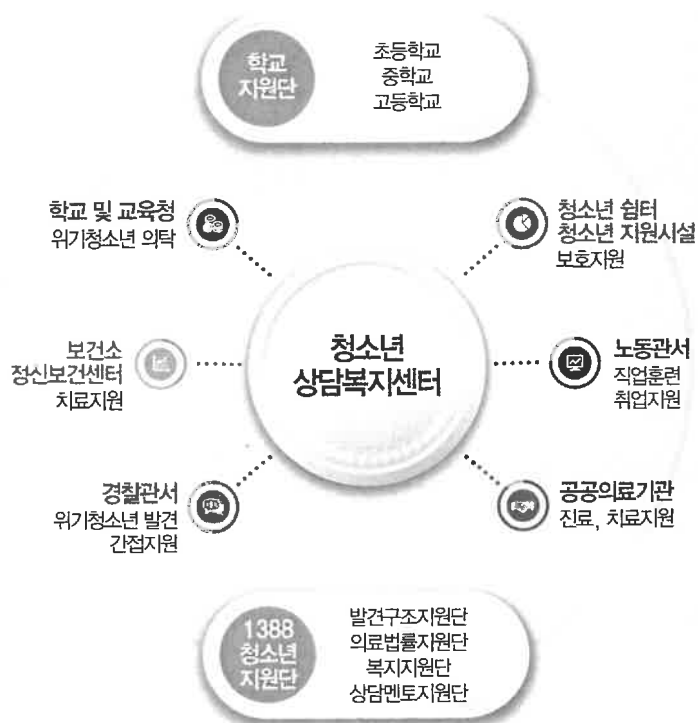 학교
지원단
초등학교
중학교
고등학교
학교 및 교육청
위기청소년 의탁
청소년 쉼터
청소년 지원시설
보호지원
보건소
정신보건센터
치료지원
청소년
상담복지센터
노동관서
직업훈련
취업지원
경찰관서
위기청소년 발견
간접지원
공공의료기관
진료, 치료지원
1388
청소년
지원단
발견구조지원단
의료법률지원단
복지지원단
상담멘토지원단